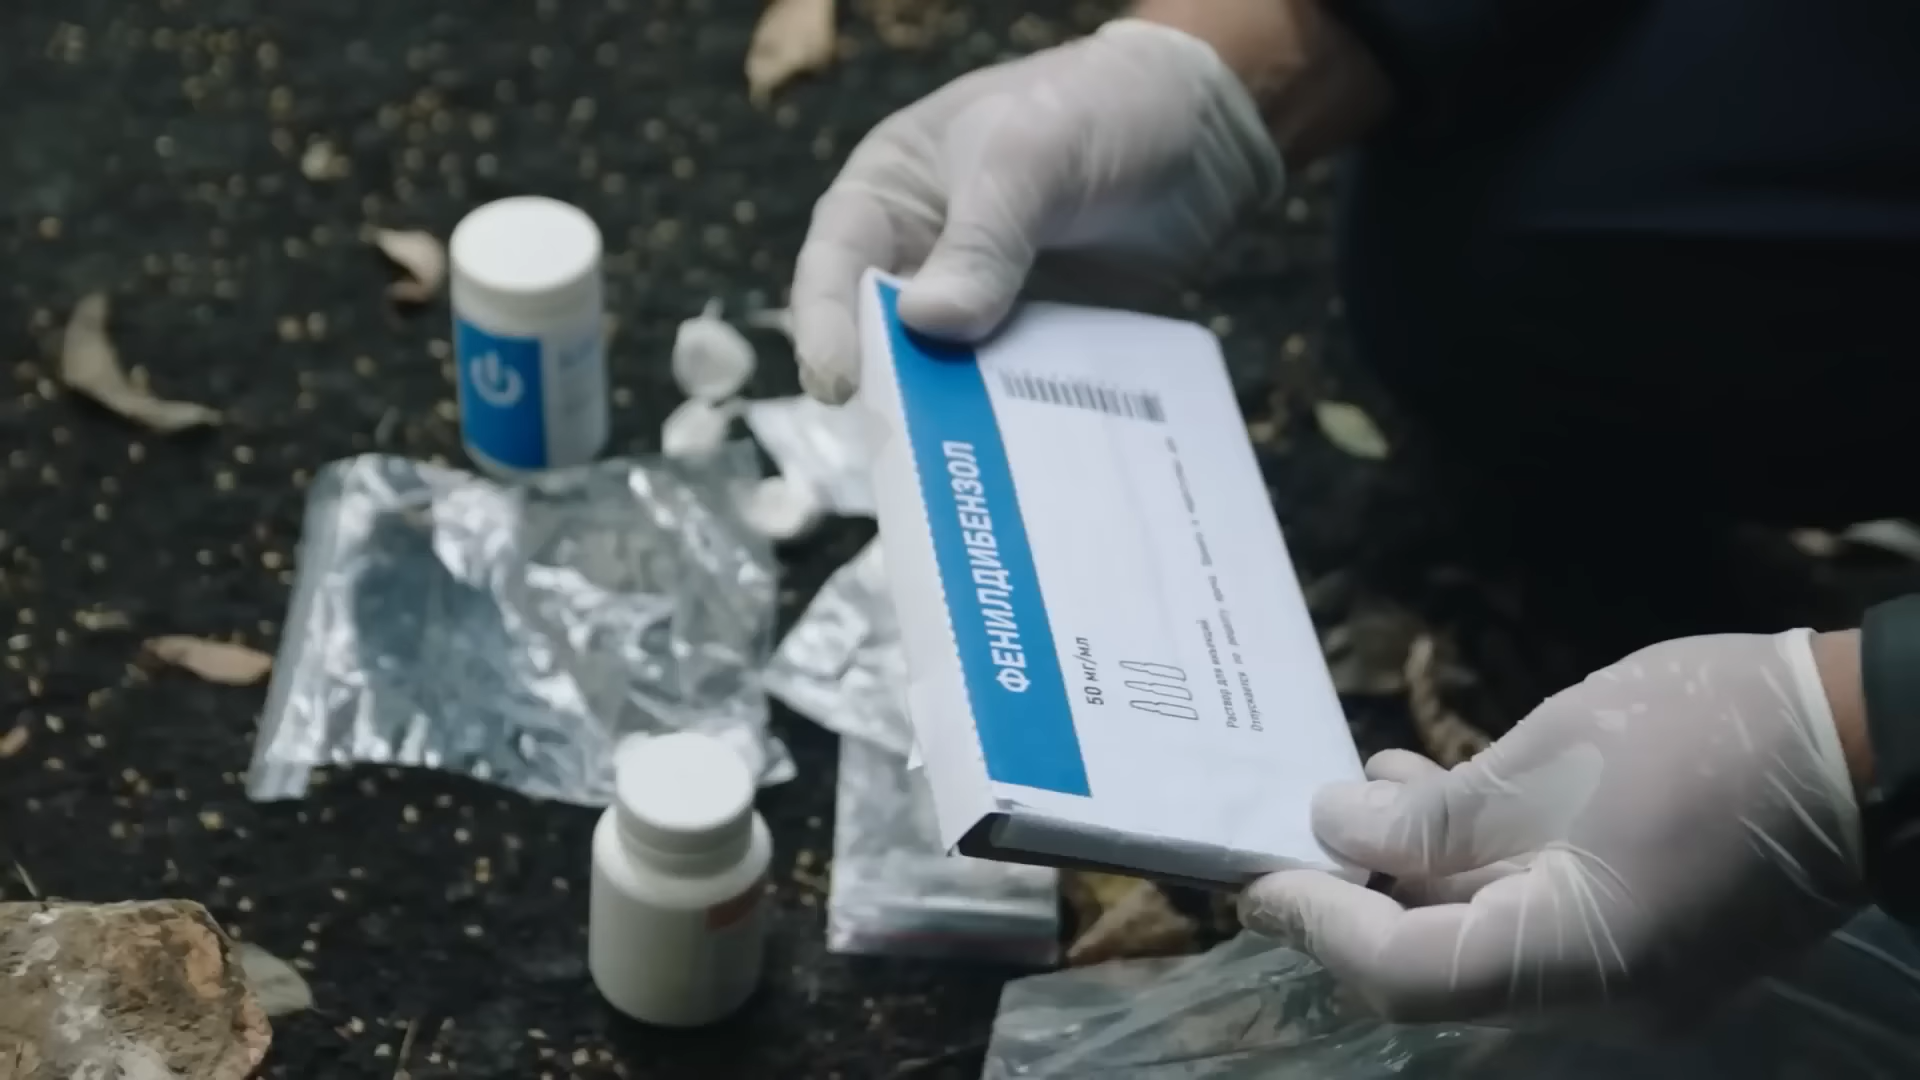 ФЕНИЛДИБЕНЗОЛ
50 мг/мл
Раствор для инъекций
Отпускается по рецепту врача.